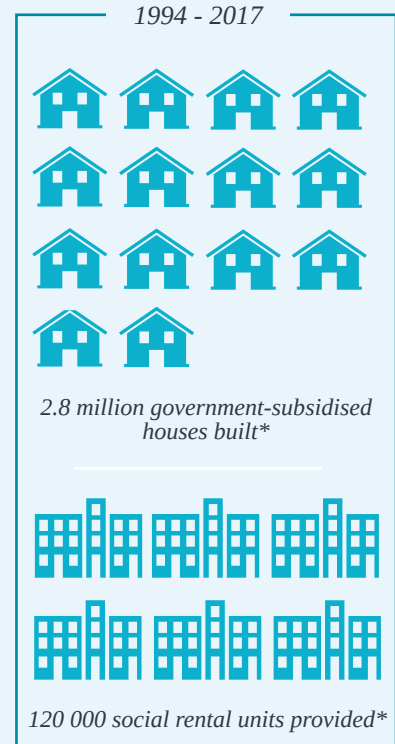 1994 - 2017
2.8 million government-subsidised
houses built*
120 000 social rental units provided*